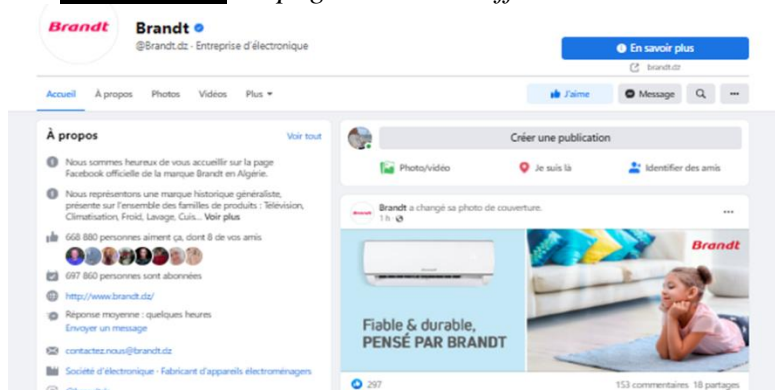 Brandt
Brandt
@Brandt.dz · Entreprise d'électronique
En savoir plus
brandt.dz
Accueil À propos Photos Vidéos Plus
J'aime Message
À propos Voir tout
Nous sommes heureux de vous accueillir sur la page
Facebook officielle de la marque Brandt en Algérie.
Nous représentons une marque historique généraliste,
présente sur l'ensemble des familles de produits : Télévision,
Climatisation, Froid, Lavage, Cuis... Voir plus
668 880 personnes aiment ça, dont 8 de vos amis
697 860 personnes sont abonnées
http://www.brandt.dz/
Réponse moyenne : quelques heures
Envoyer un message
contactez.nous@brandt.dz
Société d'électronique · Fabricant d'appareils électroménagers
Créer une publication
Photo/vidéo Je suis là Identifier des amis
Brandt a changé sa photo de couverture.
1 h
Brandt
Fiable & durable,
PENSÉ PAR BRANDT
297 153 commentaires 18 partages